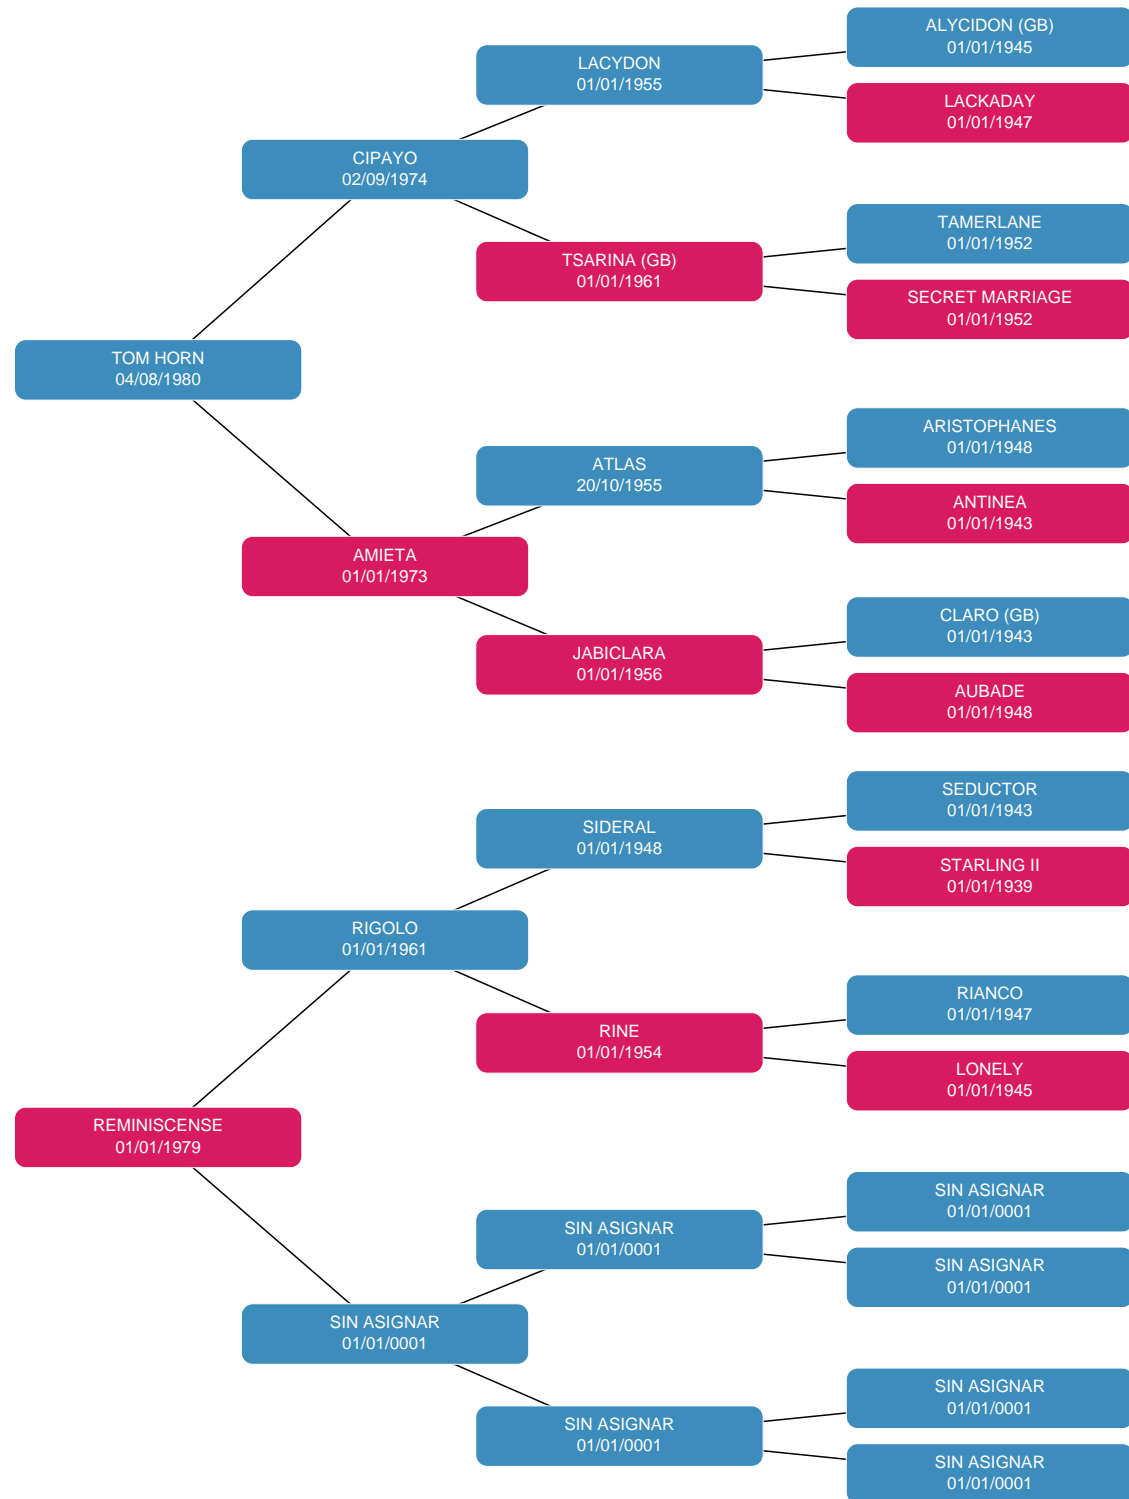 ALYCIDON (GB)
01/01/1945
LACYDON
01/01/1955
LACKADAY
01/01/1947
CIPAYO
02/09/1974
TAMERLANE
01/01/1952
TSARINA (GB)
01/01/1961
SECRET MARRIAGE
01/01/1952
TOM HORN
04/08/1980
ARISTOPHANES
01/01/1948
ATLAS
20/10/1955
ANTINEA
01/01/1943
AMIETA
01/01/1973
CLARO (GB)
01/01/1943
JABICLARA
01/01/1956
AUBADE
01/01/1948
SEDUCTOR
01/01/1943
SIDERAL
01/01/1948
STARLING II
01/01/1939
RIGOLO
01/01/1961
RIANCO
01/01/1947
RINE
01/01/1954
LONELY
01/01/1945
REMINISCENSE
01/01/1979
SIN ASIGNAR
01/01/0001
SIN ASIGNAR
01/01/0001
SIN ASIGNAR
01/01/0001
SIN ASIGNAR
01/01/0001
SIN ASIGNAR
01/01/0001
SIN ASIGNAR
01/01/0001
SIN ASIGNAR
01/01/0001